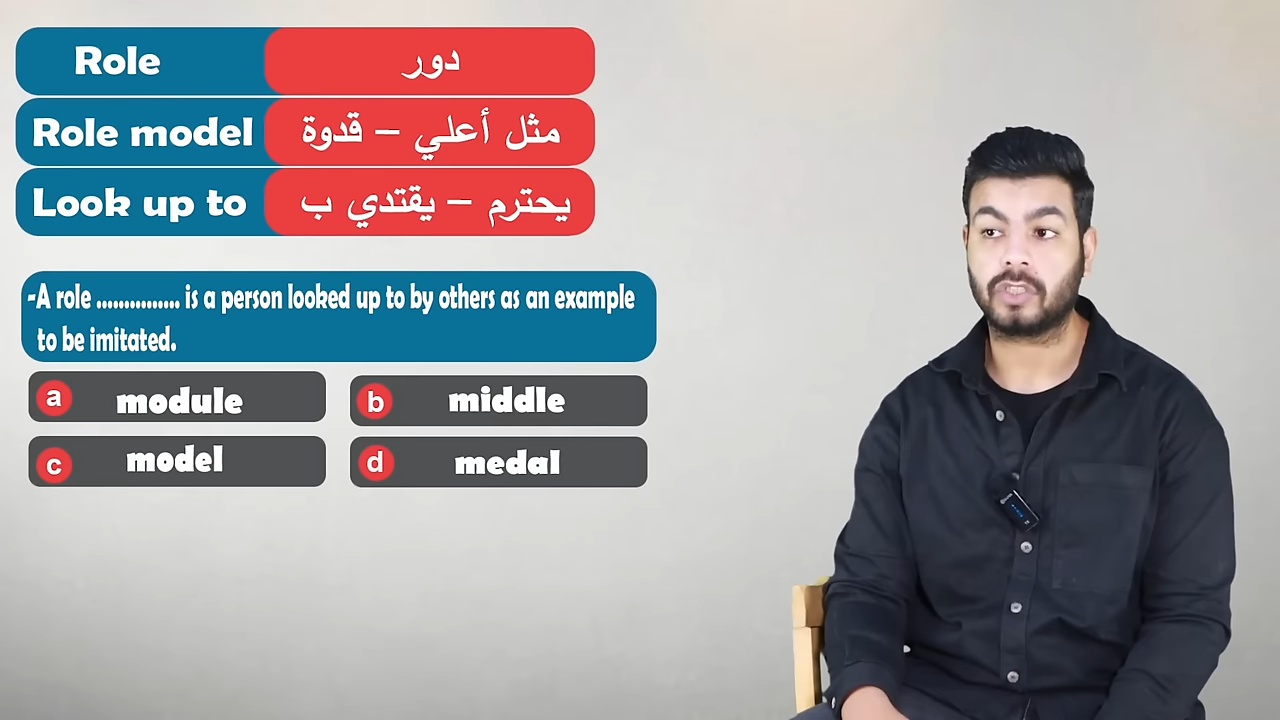 Role دور
Role model مثل أعلي – قدوة
Look up to يحترم – يقتدي ب
-A role ............... is a person looked up to by others as an example
to be imitated.
a module
b middle
c model
d medal